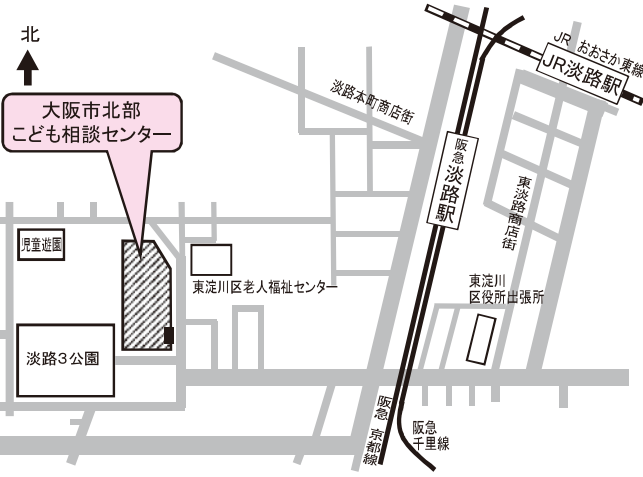 北
大阪市北部
こども相談センター
淡路本町商店街
JR おおさか東線
JR淡路駅
阪急
淡路駅
東淡路商店街
児童遊園
東淀川区老人福祉センター
東淀川
区役所出張所
淡路3公園
阪急 京都線
阪急
千里線